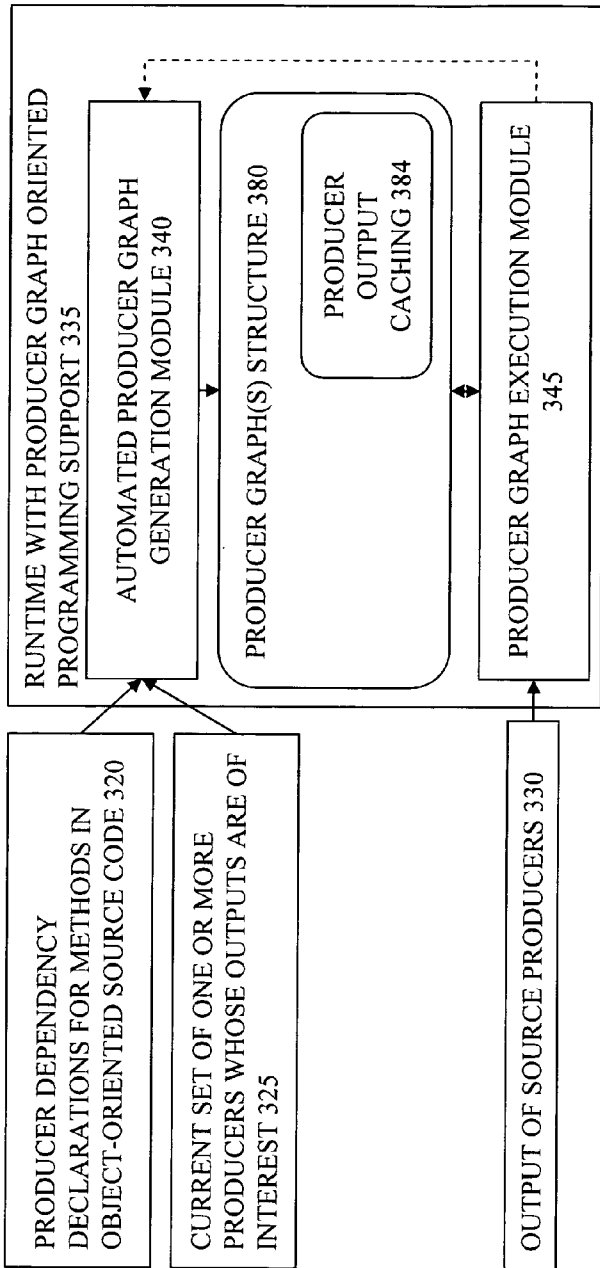 PRODUCER DEPENDENCY
DECLARATIONS FOR METHODS IN
OBJECT-ORIENTED SOURCE CODE 320
CURRENT SET OF ONE OR MORE
PRODUCERS WHOSE OUTPUTS ARE OF
INTEREST 325
OUTPUT OF SOURCE PRODUCERS 330
RUNTIME WITH PRODUCER GRAPH ORIENTED
PROGRAMMING SUPPORT 335
AUTOMATED PRODUCER GRAPH
GENERATION MODULE 340
PRODUCER GRAPH(S) STRUCTURE 380
PRODUCER
OUTPUT
CACHING 384
PRODUCER GRAPH EXECUTION MODULE
345